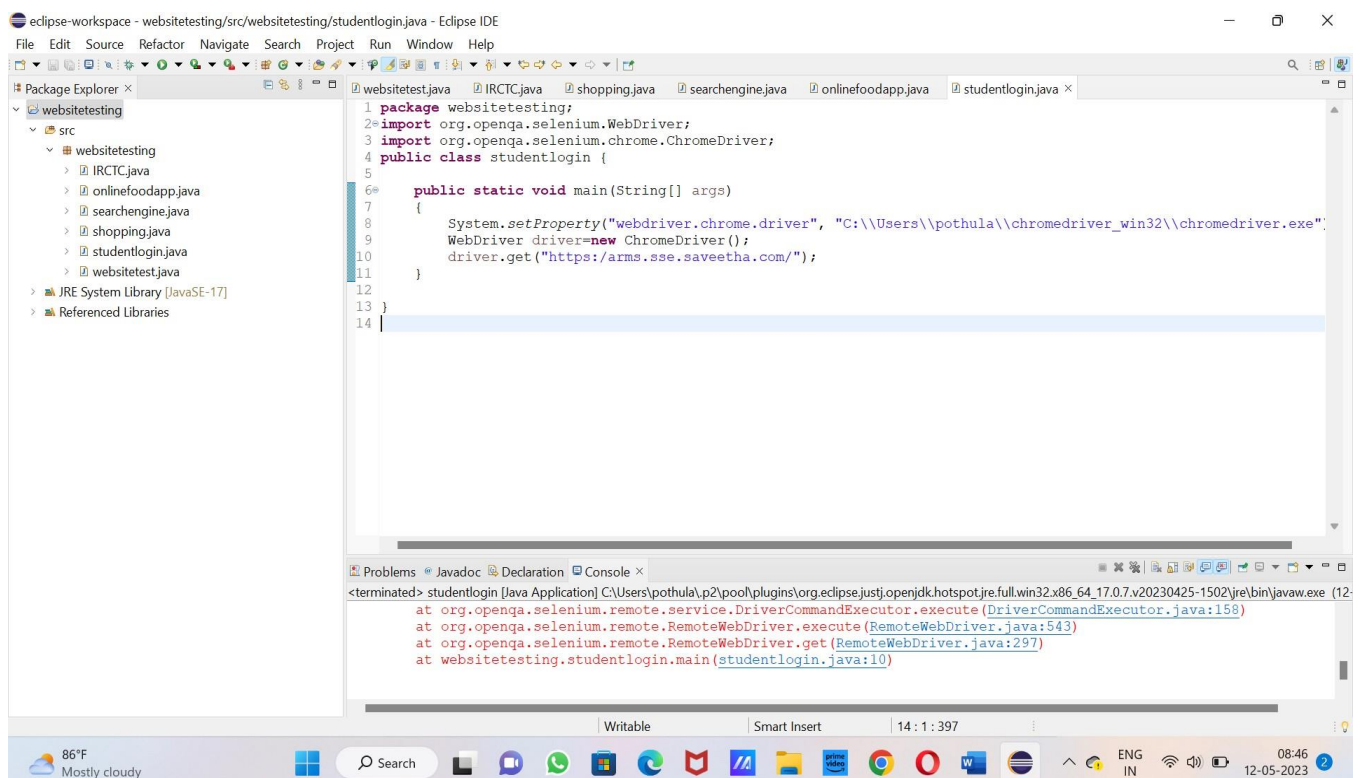 eclipse-workspace - websitetesting/src/websitetesting/studentlogin.java - Eclipse IDE
File Edit Source Refactor Navigate Search Project Run Window Help
Package Explorer
websitetest.java IRCTC.java shopping.java searchengine.java onlinefoodapp.java studentlogin.java
websitetesting
src
websitetesting
IRCTC.java
onlinefoodapp.java
searchengine.java
shopping.java
studentlogin.java
websitetest.java
JRE System Library [JavaSE-17]
Referenced Libraries
1 package websitetesting;
2 import org.openqa.selenium.WebDriver;
3 import org.openqa.selenium.chrome.ChromeDriver;
4 public class studentlogin {
5
6 public static void main(String[] args)
7 {
8 System.setProperty("webdriver.chrome.driver", "C:\\Users\\pothula\\chromedriver_win32\\chromedriver.exe")
9 WebDriver driver=new ChromeDriver();
10 driver.get("https:/arms.sse.saveetha.com/");
11 }
12
13 }
14
Problems Javadoc Declaration Console
<terminated> studentlogin [Java Application] C:\Users\pothula\.p2\pool\plugins\org.eclipse.justj.openjdk.hotspot.jre.full.win32.x86_64_17.0.7.v20230425-1502\jre\bin\javaw.exe (12-
at org.openqa.selenium.remote.service.DriverCommandExecutor.execute(DriverCommandExecutor.java:158)
at org.openqa.selenium.remote.RemoteWebDriver.execute(RemoteWebDriver.java:543)
at org.openqa.selenium.remote.RemoteWebDriver.get(RemoteWebDriver.java:297)
at websitetesting.studentlogin.main(studentlogin.java:10)
Writable Smart Insert 14 : 1 : 397
86°F
Mostly cloudy
Search
prime video
W
ENG
IN
08:46
12-05-2023
2